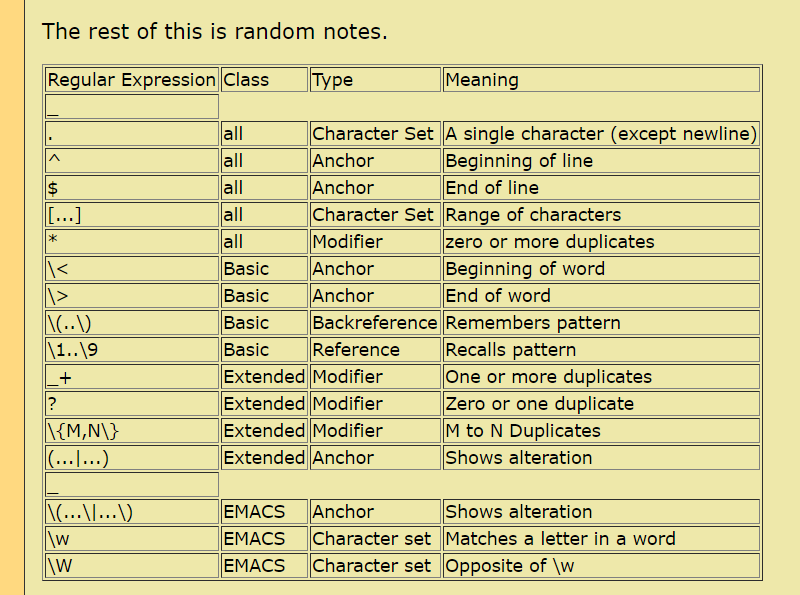 The rest of this is random notes.
Regular Expression Class Type Meaning
_
. all Character Set A single character (except newline)
^ all Anchor Beginning of line
$ all Anchor End of line
[...] all Character Set Range of characters
* all Modifier zero or more duplicates
\< Basic Anchor Beginning of word
\> Basic Anchor End of word
\(..\) Basic Backreference Remembers pattern
\1..\9 Basic Reference Recalls pattern
_+ Extended Modifier One or more duplicates
? Extended Modifier Zero or one duplicate
\{M,N\} Extended Modifier M to N Duplicates
(...|...) Extended Anchor Shows alteration
_
\(...\|...\) EMACS Anchor Shows alteration
\w EMACS Character set Matches a letter in a word
\W EMACS Character set Opposite of \w